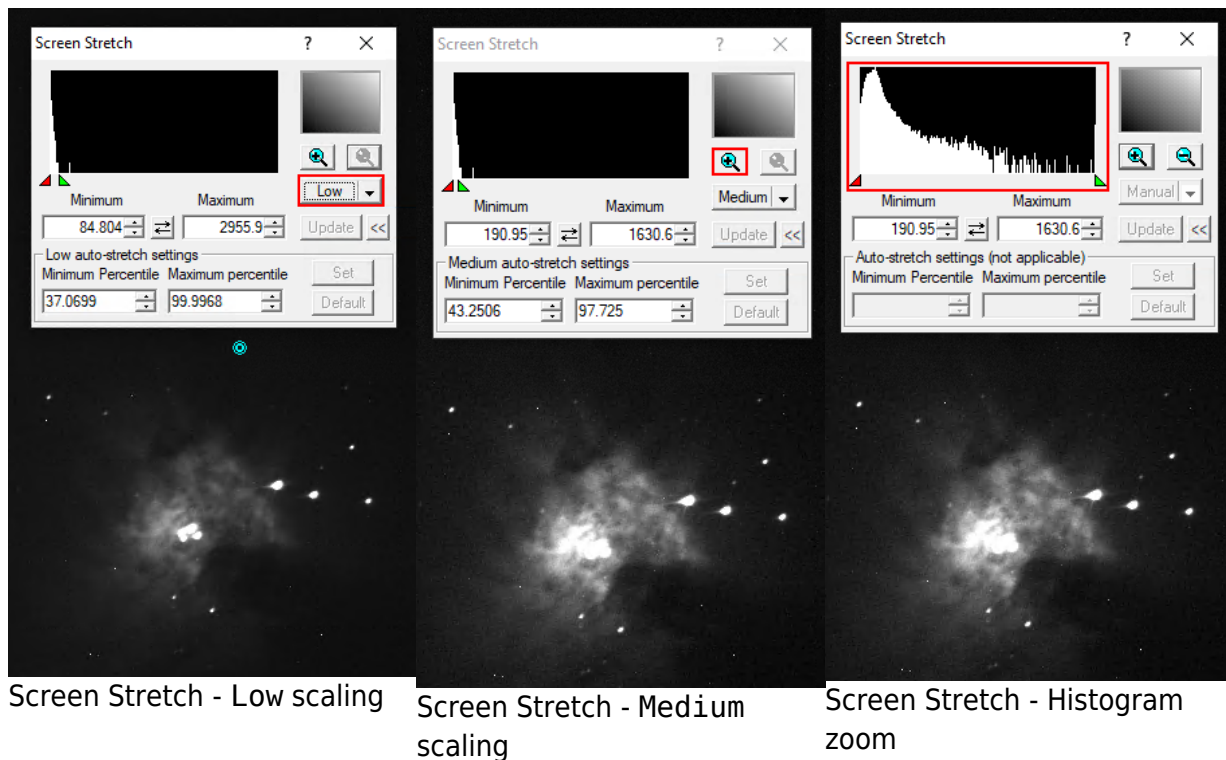 Screen Stretch ? ×
Low
Minimum Maximum
84.804 2955.9 Update <<
Low auto-stretch settings
Minimum Percentile Maximum percentile Set
37.0699 99.9968 Default
Screen Stretch - Low scaling
Screen Stretch ? ×
Medium
Minimum Maximum
190.95 1630.6 Update <<
Medium auto-stretch settings
Minimum Percentile Maximum percentile Set
43.2506 97.725 Default
Screen Stretch - Medium
scaling
Screen Stretch ? ×
Manual
Minimum Maximum
190.95 1630.6 Update <<
Auto-stretch settings (not applicable)
Minimum Percentile Maximum percentile Set
Default
Screen Stretch - Histogram
zoom